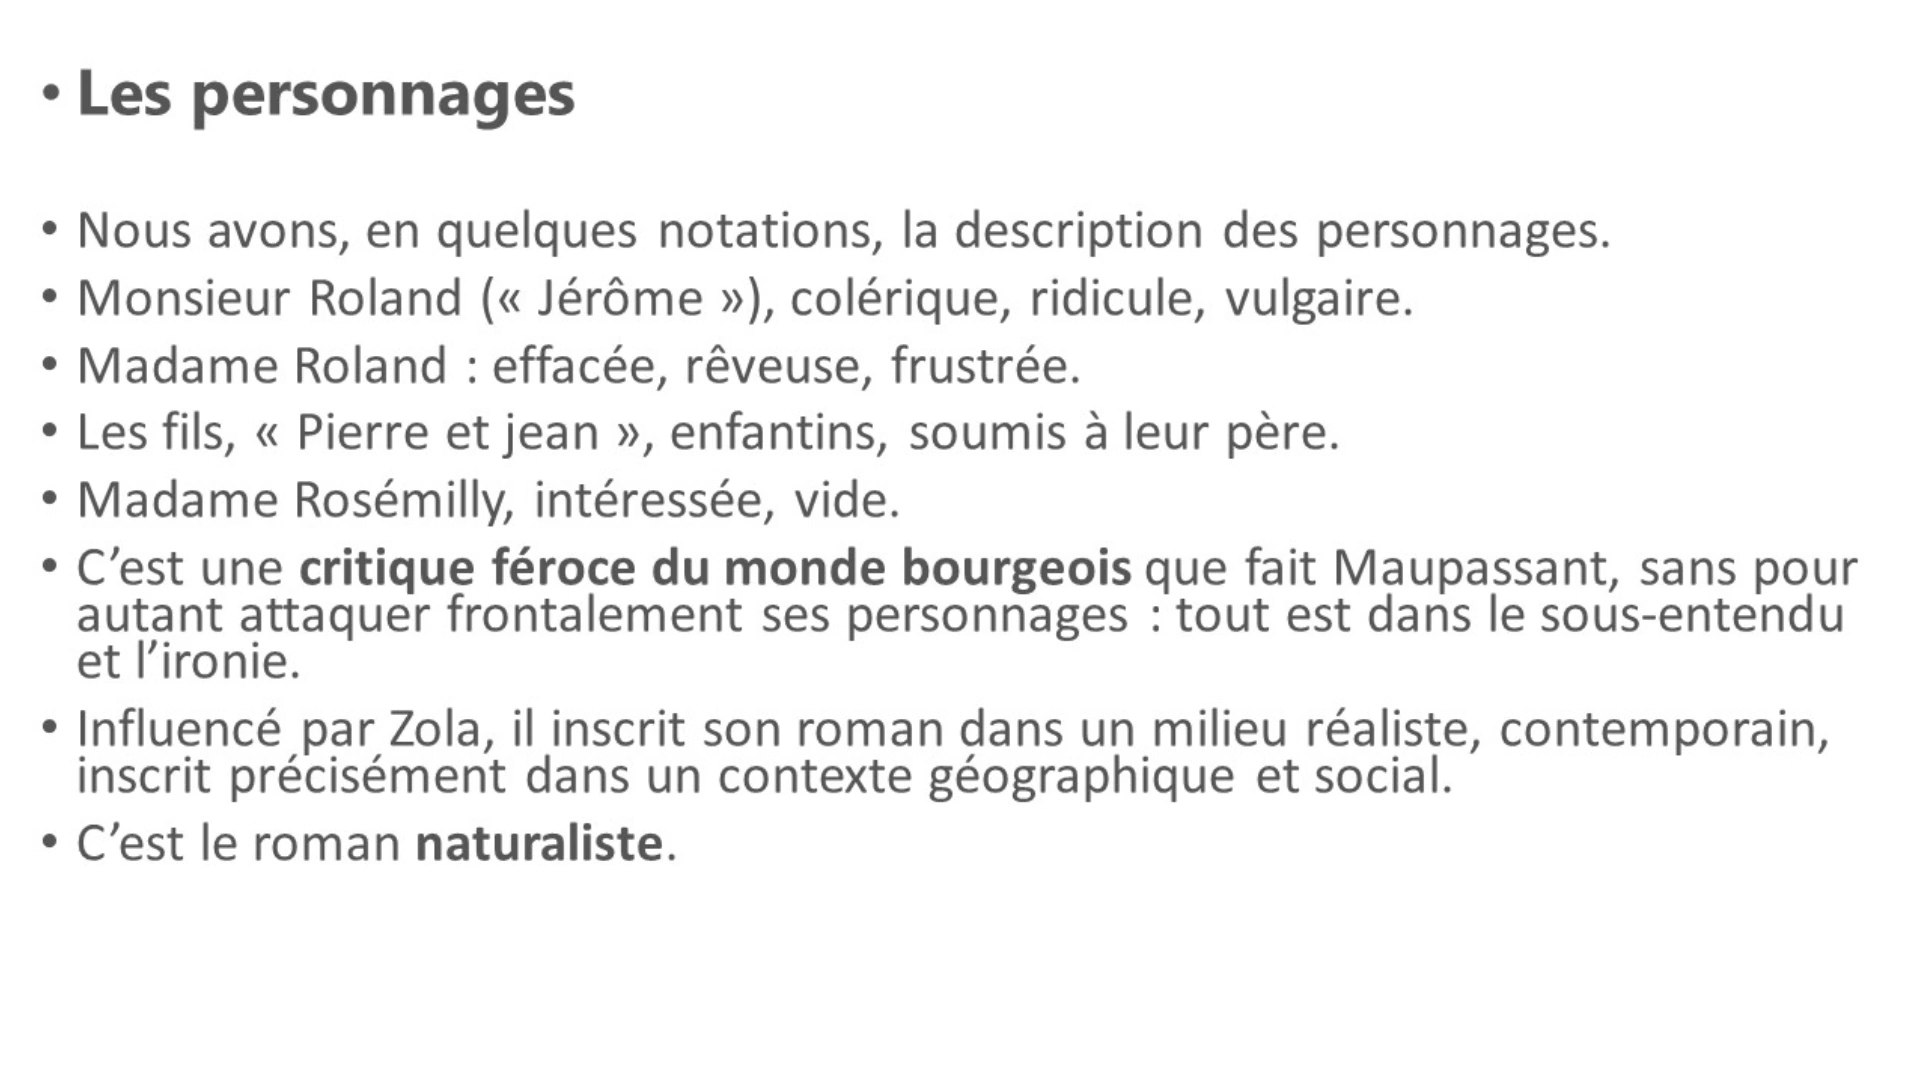 • Les personnages
• Nous avons, en quelques notations, la description des personnages.
• Monsieur Roland (« Jérôme »), colérique, ridicule, vulgaire.
• Madame Roland : effacée, rêveuse, frustrée.
• Les fils, « Pierre et jean », enfantins, soumis à leur père.
• Madame Rosémilly, intéressée, vide.
• C’est une critique féroce du monde bourgeois que fait Maupassant, sans pour
autant attaquer frontalement ses personnages : tout est dans le sous-entendu
et l’ironie.
• Influencé par Zola, il inscrit son roman dans un milieu réaliste, contemporain,
inscrit précisément dans un contexte géographique et social.
• C’est le roman naturaliste.